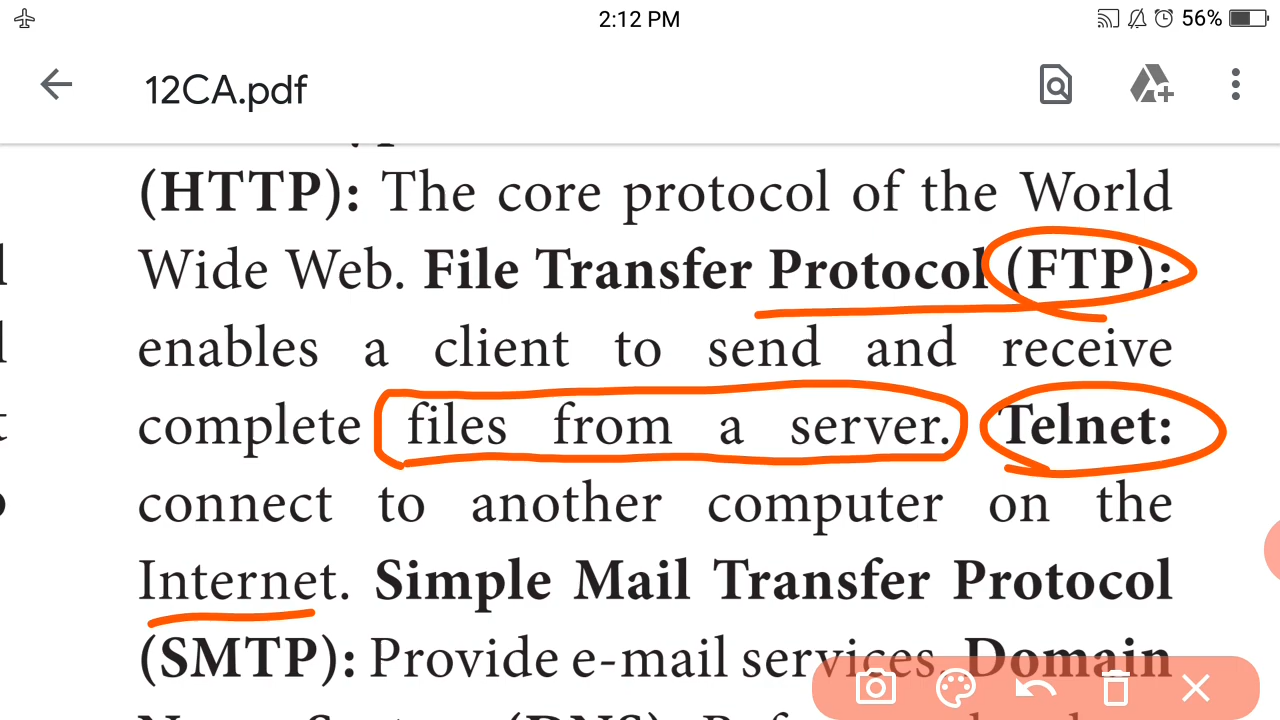 2:12 PM
56%
12CA.pdf
(HTTP): The core protocol of the World
Wide Web. File Transfer Protocol (FTP):
enables a client to send and receive
complete files from a server. Telnet:
connect to another computer on the
Internet. Simple Mail Transfer Protocol
(SMTP): Provide e-mail services. Domain